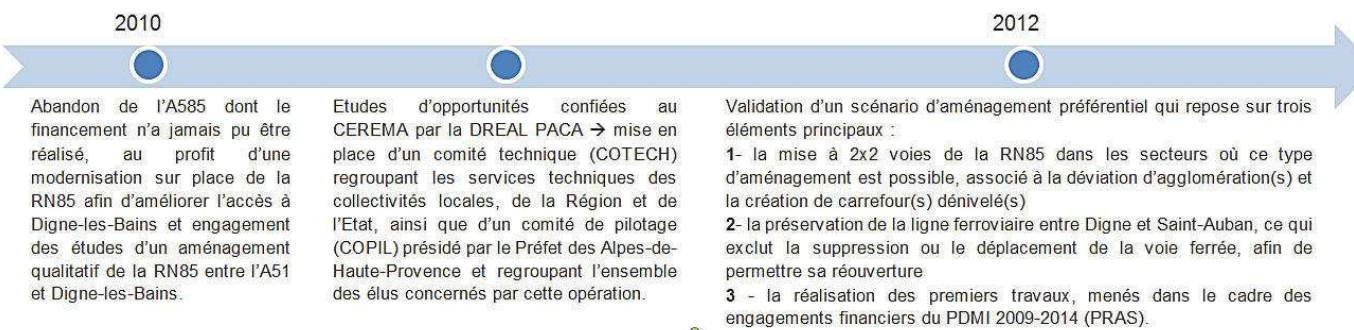 2010
2012
Abandon de l'A585 dont le
financement n'a jamais pu être
réalisé, au profit d'une
modernisation sur place de la
RN85 afin d'améliorer l'accès à
Digne-les-Bains et engagement
des études d'un aménagement
qualitatif de la RN85 entre l'A51
et Digne-les-Bains.
Etudes d'opportunités confiées au
CEREMA par la DREAL PACA → mise en
place d'un comité technique (COTECH)
regroupant les services techniques des
collectivités locales, de la Région et de
l'Etat, ainsi que d'un comité de pilotage
(COPIL) présidé par le Préfet des Alpes-de-
Haute-Provence et regroupant l'ensemble
des élus concernés par cette opération.
Validation d'un scénario d'aménagement préférentiel qui repose sur trois
éléments principaux :
1- la mise à 2x2 voies de la RN85 dans les secteurs où ce type
d'aménagement est possible, associé à la déviation d'agglomération(s) et
la création de carrefour(s) dénivelé(s)
2- la préservation de la ligne ferroviaire entre Digne et Saint-Auban, ce qui
exclut la suppression ou le déplacement de la voie ferrée, afin de
permettre sa réouverture
3 - la réalisation des premiers travaux, menés dans le cadre des
engagements financiers du PDMI 2009-2014 (PRAS).